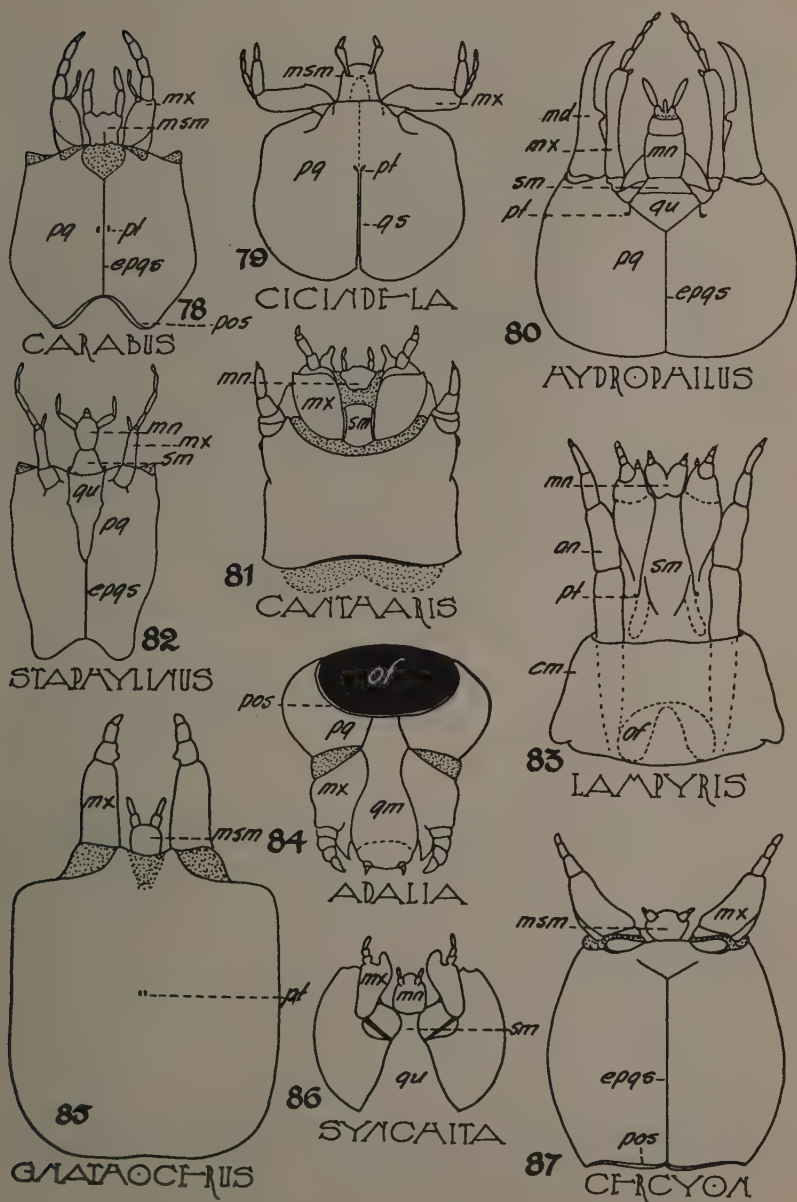 mx
msm
pg
pt
epgs
78
pos
CARABUS
msm
mx
pg
pt
gs
79
CICINDELA
md
mx
mn
sm
pt
gu
pg
epgs
80
HYDROPHILUS
mn
mx
sm
gu
pg
epgs
82
STAPHYLINUS
mn
mx
sm
81
CANTHARIS
mn
an
sm
pt
cm
of
83
LAMPYRIS
of
pos
pg
mx
gm
84
ADALIA
mx
msm
pt
85
GNATHOCERUS
mx
mn
sm
gu
86
SYNCHITA
msm
mx
epgs
pos
87
CERCYON